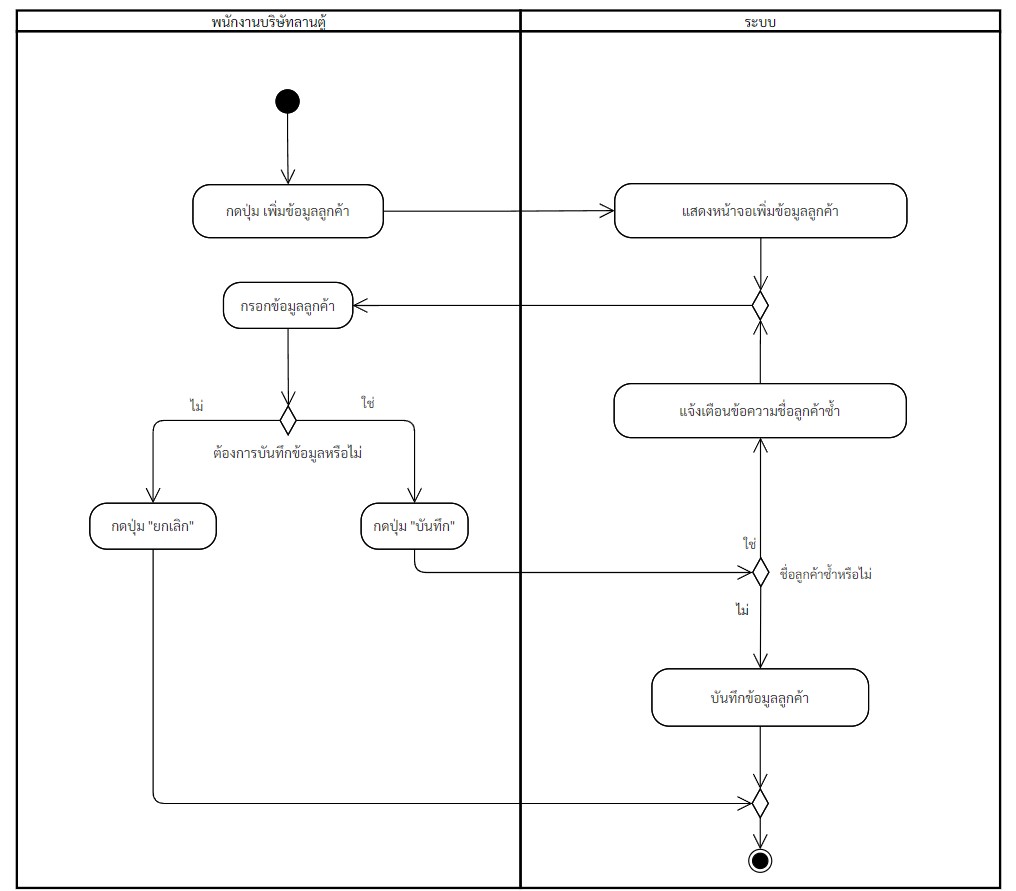 พนักงานบริษัทลานตู้
ระบบ
กดปุ่ม เพิ่มข้อมูลลูกค้า
แสดงหน้าจอเพิ่มข้อมูลลูกค้า
กรอกข้อมูลลูกค้า
ไม่
ใช่
แจ้งเตือนข้อความชื่อลูกค้าซ้ำ
ต้องการบันทึกข้อมูลหรือไม่
กดปุ่ม "ยกเลิก"
กดปุ่ม "บันทึก"
ใช่
ชื่อลูกค้าซ้ำหรือไม่
ไม่
บันทึกข้อมูลลูกค้า